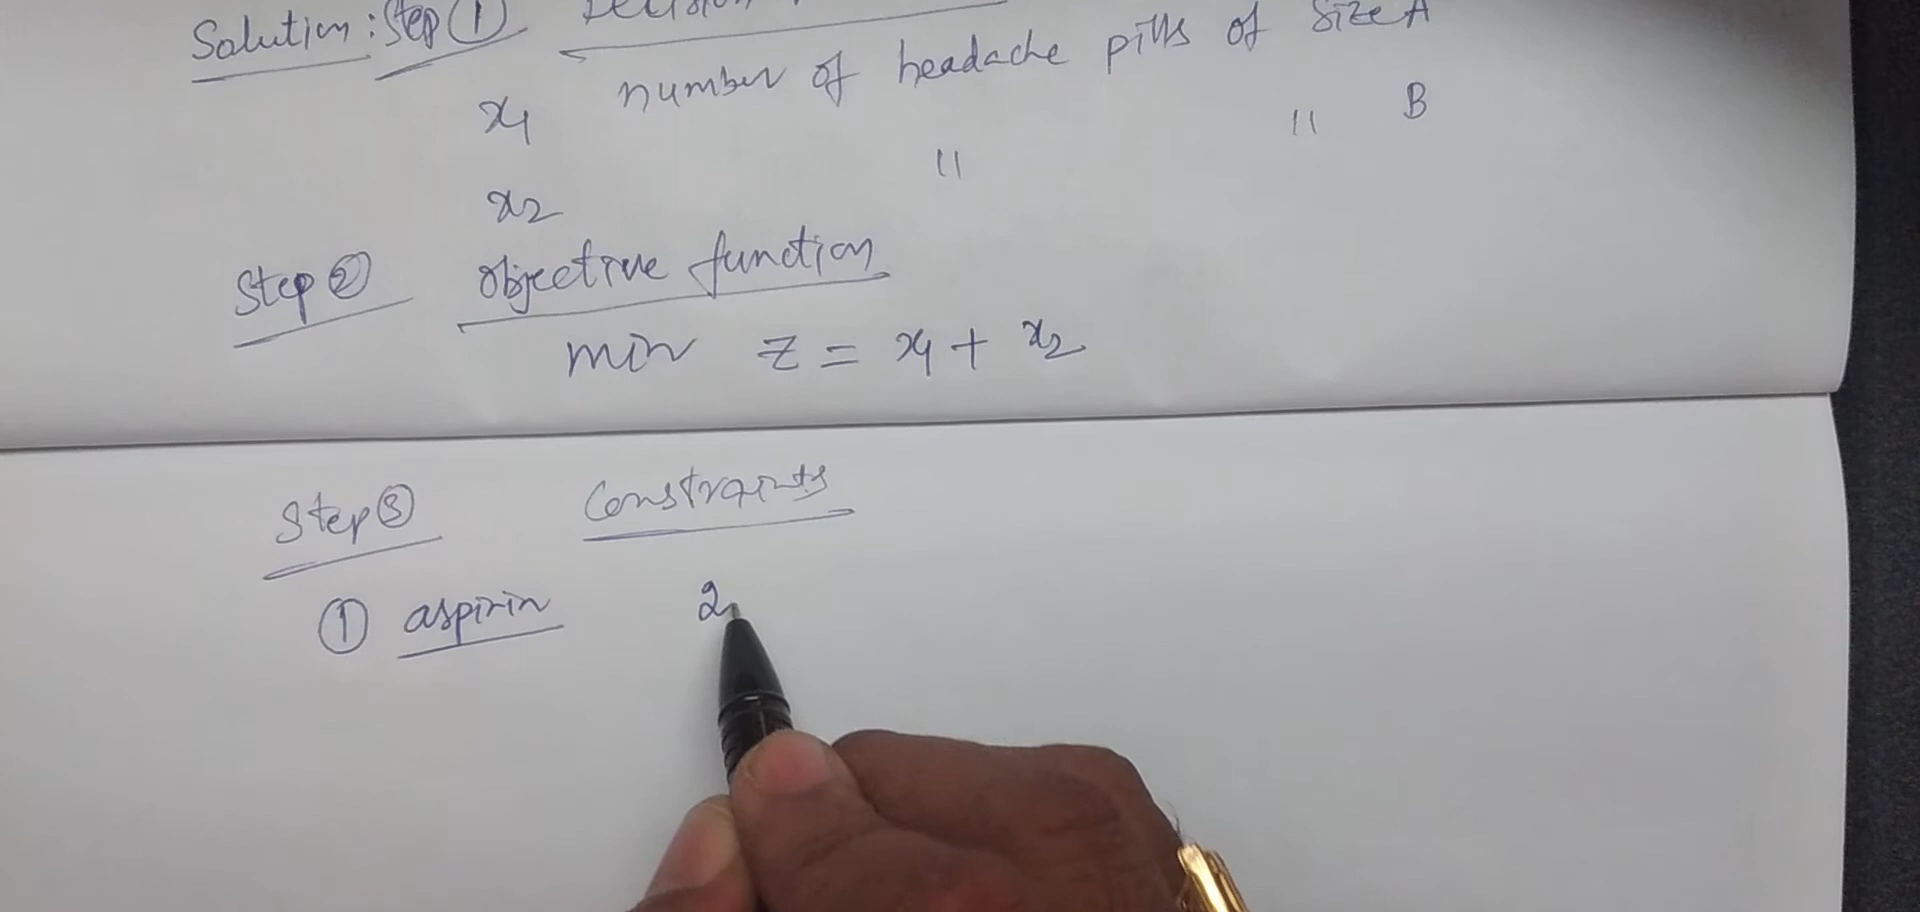 Solution: Step ① Decision
x1 number of headache pills of size A
x2 " " B
Step ② objective function
min Z = x1 + x2
Step ③ Constraints
① aspirin 2